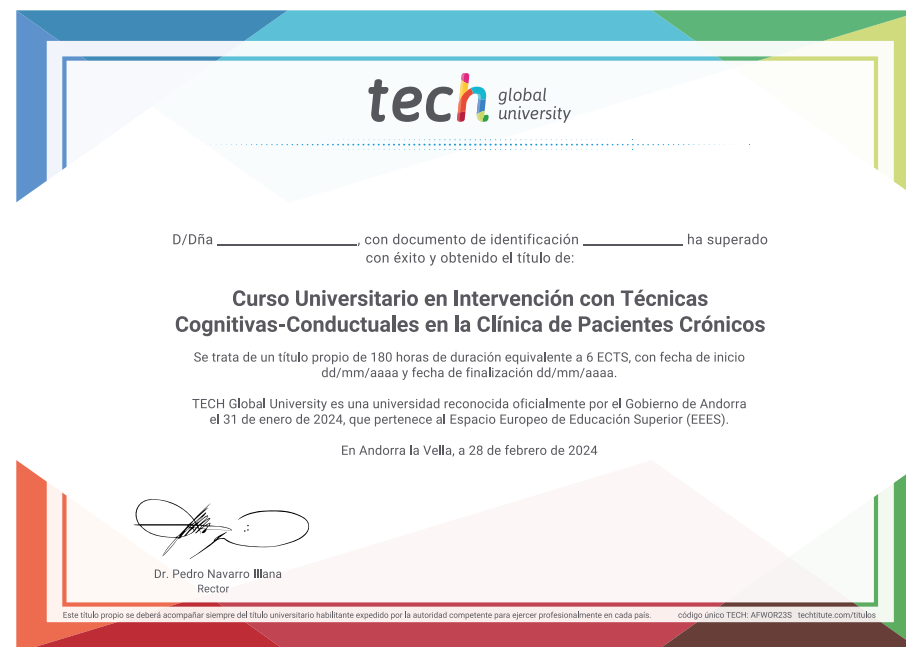 tech global university
D/Dña ____________________, con documento de identificación ______________ ha superado
con éxito y obtenido el título de:
Curso Universitario en Intervención con Técnicas
Cognitivas-Conductuales en la Clínica de Pacientes Crónicos
Se trata de un título propio de 180 horas de duración equivalente a 6 ECTS, con fecha de inicio
dd/mm/aaaa y fecha de finalización dd/mm/aaaa.
TECH Global University es una universidad reconocida oficialmente por el Gobierno de Andorra
el 31 de enero de 2024, que pertenece al Espacio Europeo de Educación Superior (EEES).
En Andorra la Vella, a 28 de febrero de 2024
Dr. Pedro Navarro Illana
Rector
Este título propio se deberá acompañar siempre del título universitario habilitante expedido por la autoridad competente para ejercer profesionalmente en cada país. código único TECH: AFWOR23S techtitute.com/titulos